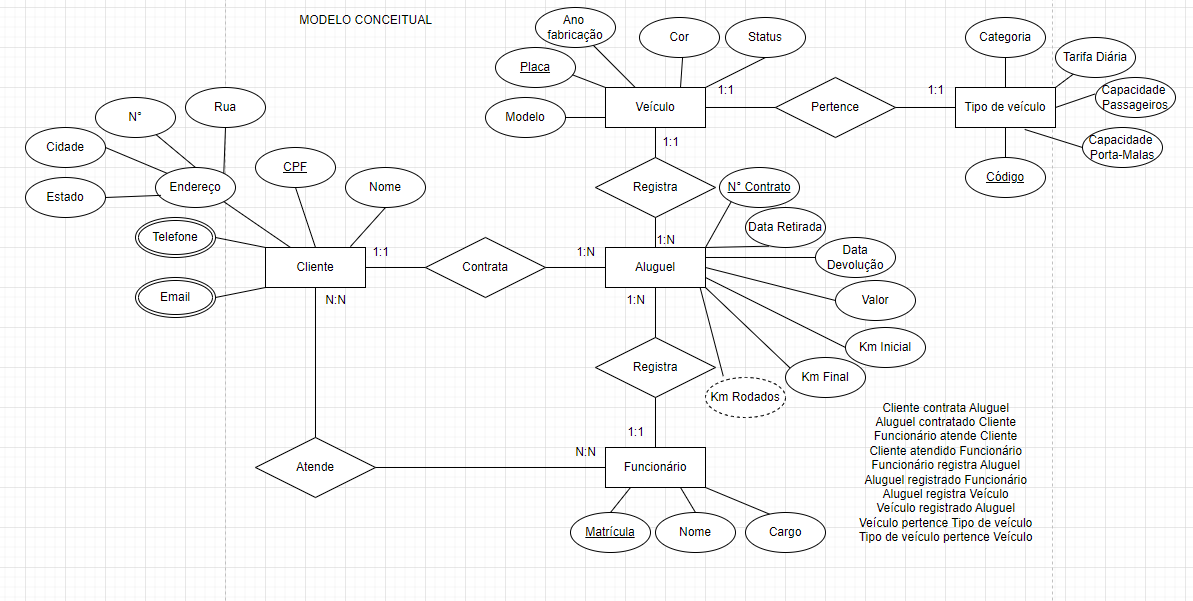 MODELO CONCEITUAL
Ano
fabricação
Cor
Status
Categoria
Tarifa Diária
Placa
Modelo
Veículo
1:1
Pertence
1:1
Tipo de veículo
Capacidade
Passageiros
Capacidade
Porta-Malas
Código
N°
Rua
Cidade
Estado
Endereço
CPF
Nome
Telefone
Email
1:1
Registra
N° Contrato
Data Retirada
Data
Devolução
Valor
Km Inicial
Km Final
Km Rodados
1:N
Cliente
1:1
Contrata
1:N
Aluguel
N:N
1:N
Registra
1:1
N:N
Atende
Funcionário
Matrícula
Nome
Cargo
Cliente contrata Aluguel
Aluguel contratado Cliente
Funcionário atende Cliente
Cliente atendido Funcionário
Funcionário registra Aluguel
Aluguel registrado Funcionário
Aluguel registra Veículo
Veículo registrado Aluguel
Veículo pertence Tipo de veículo
Tipo de veículo pertence Veículo